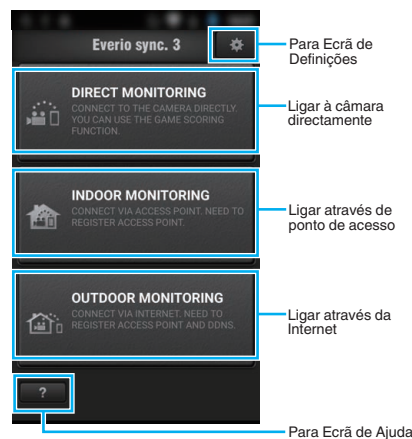 Everio sync. 3
Para Ecrã de
Definições
DIRECT MONITORING
CONNECT TO THE CAMERA DIRECTLY.
YOU CAN USE THE GAME SCORING
FUNCTION.
Ligar à câmara
directamente
INDOOR MONITORING
CONNECT VIA ACCESS POINT. NEED TO
REGISTER ACCESS POINT.
Ligar através de
ponto de acesso
OUTDOOR MONITORING
CONNECT VIA INTERNET. NEED TO
REGISTER ACCESS POINT AND DDNS.
Ligar através da
Internet
?
Para Ecrã de Ajuda